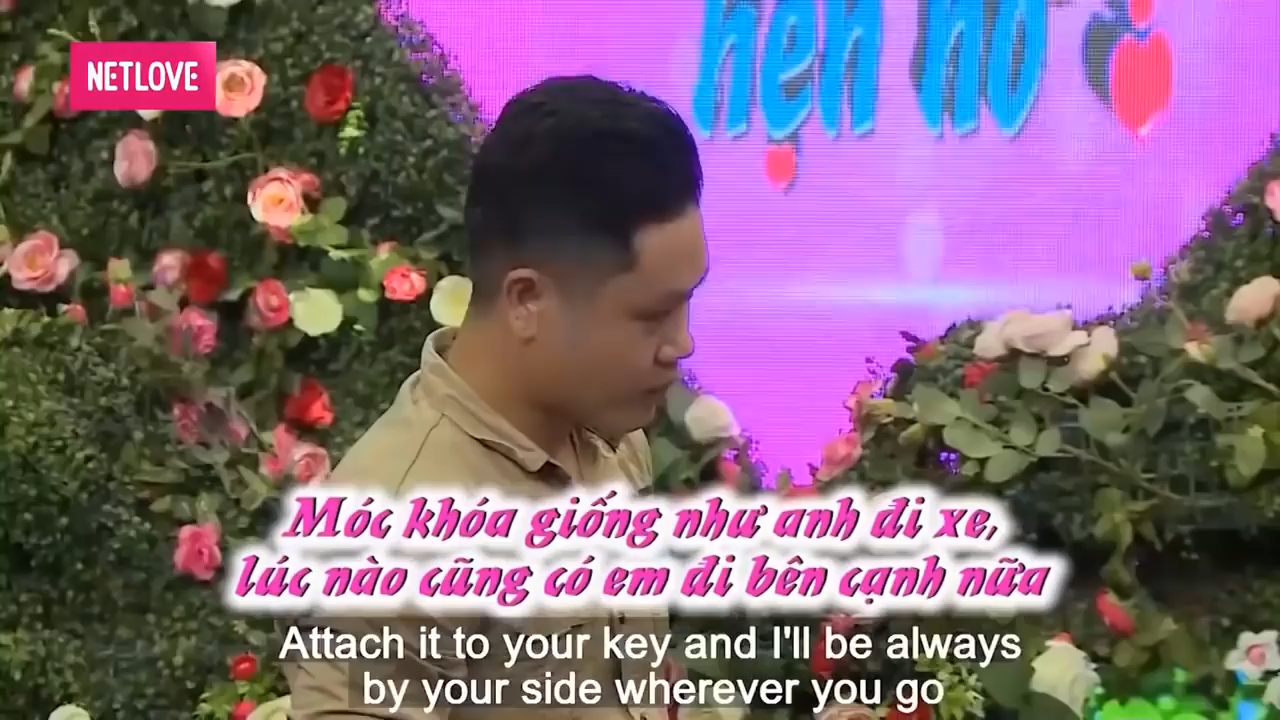 NETLOVE
hẹn hò
Móc khóa giống như anh đi xe,
lúc nào cũng có em đi bên cạnh nữa
Attach it to your key and I'll be always
by your side wherever you go